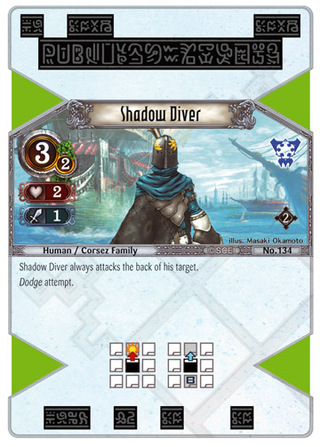 Shadow Diver
3
2
2
1
2
illus. Masaki Okamoto
Human / Corsez Family
SCE
No.134
Shadow Diver always attacks the back of his target.
Dodge attempt.